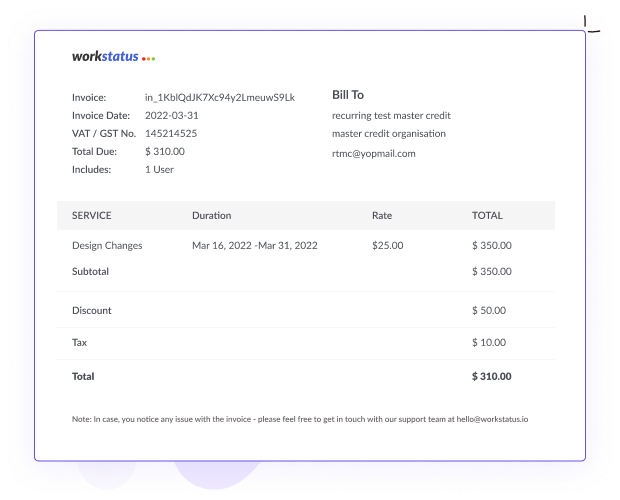 workstatus
Invoice: in_1KblQdJK7Xc94y2LmeuwS9Lk
Invoice Date: 2022-03-31
VAT / GST No. 145214525
Total Due: $ 310.00
Includes: 1 User
Bill To
recurring test master credit
master credit organisation
rtmc@yopmail.com
SERVICE Duration Rate TOTAL
Design Changes Mar 16, 2022 -Mar 31, 2022 $25.00 $ 350.00
Subtotal $ 350.00
Discount $ 50.00
Tax $ 10.00
Total $ 310.00
Note: In case, you notice any issue with the invoice - please feel free to get in touch with our support team at hello@workstatus.io